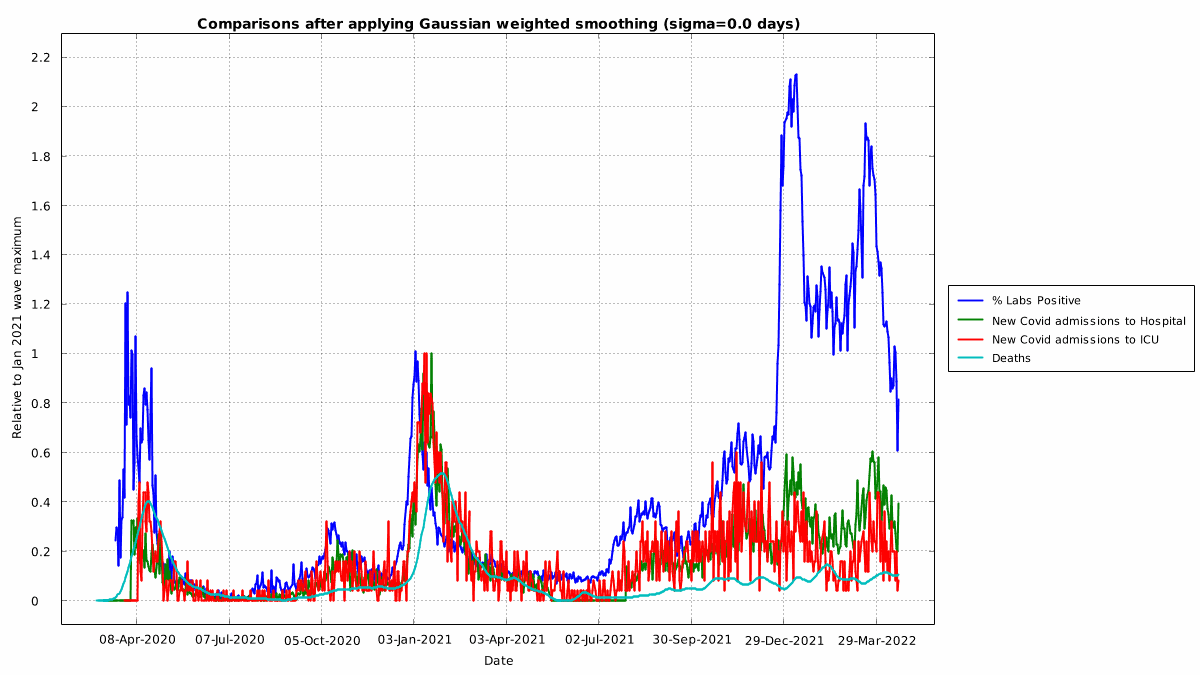 Comparisons after applying Gaussian weighted smoothing (sigma=0.0 days)
Relative to Jan 2021 wave maximum
2.2
2
1.8
1.6
1.4
1.2
1
0.8
0.6
0.4
0.2
0
08-Apr-2020 07-Jul-2020 05-Oct-2020 03-Jan-2021 03-Apr-2021 02-Jul-2021 30-Sep-2021 29-Dec-2021 29-Mar-2022
Date
% Labs Positive
New Covid admissions to Hospital
New Covid admissions to ICU
Deaths